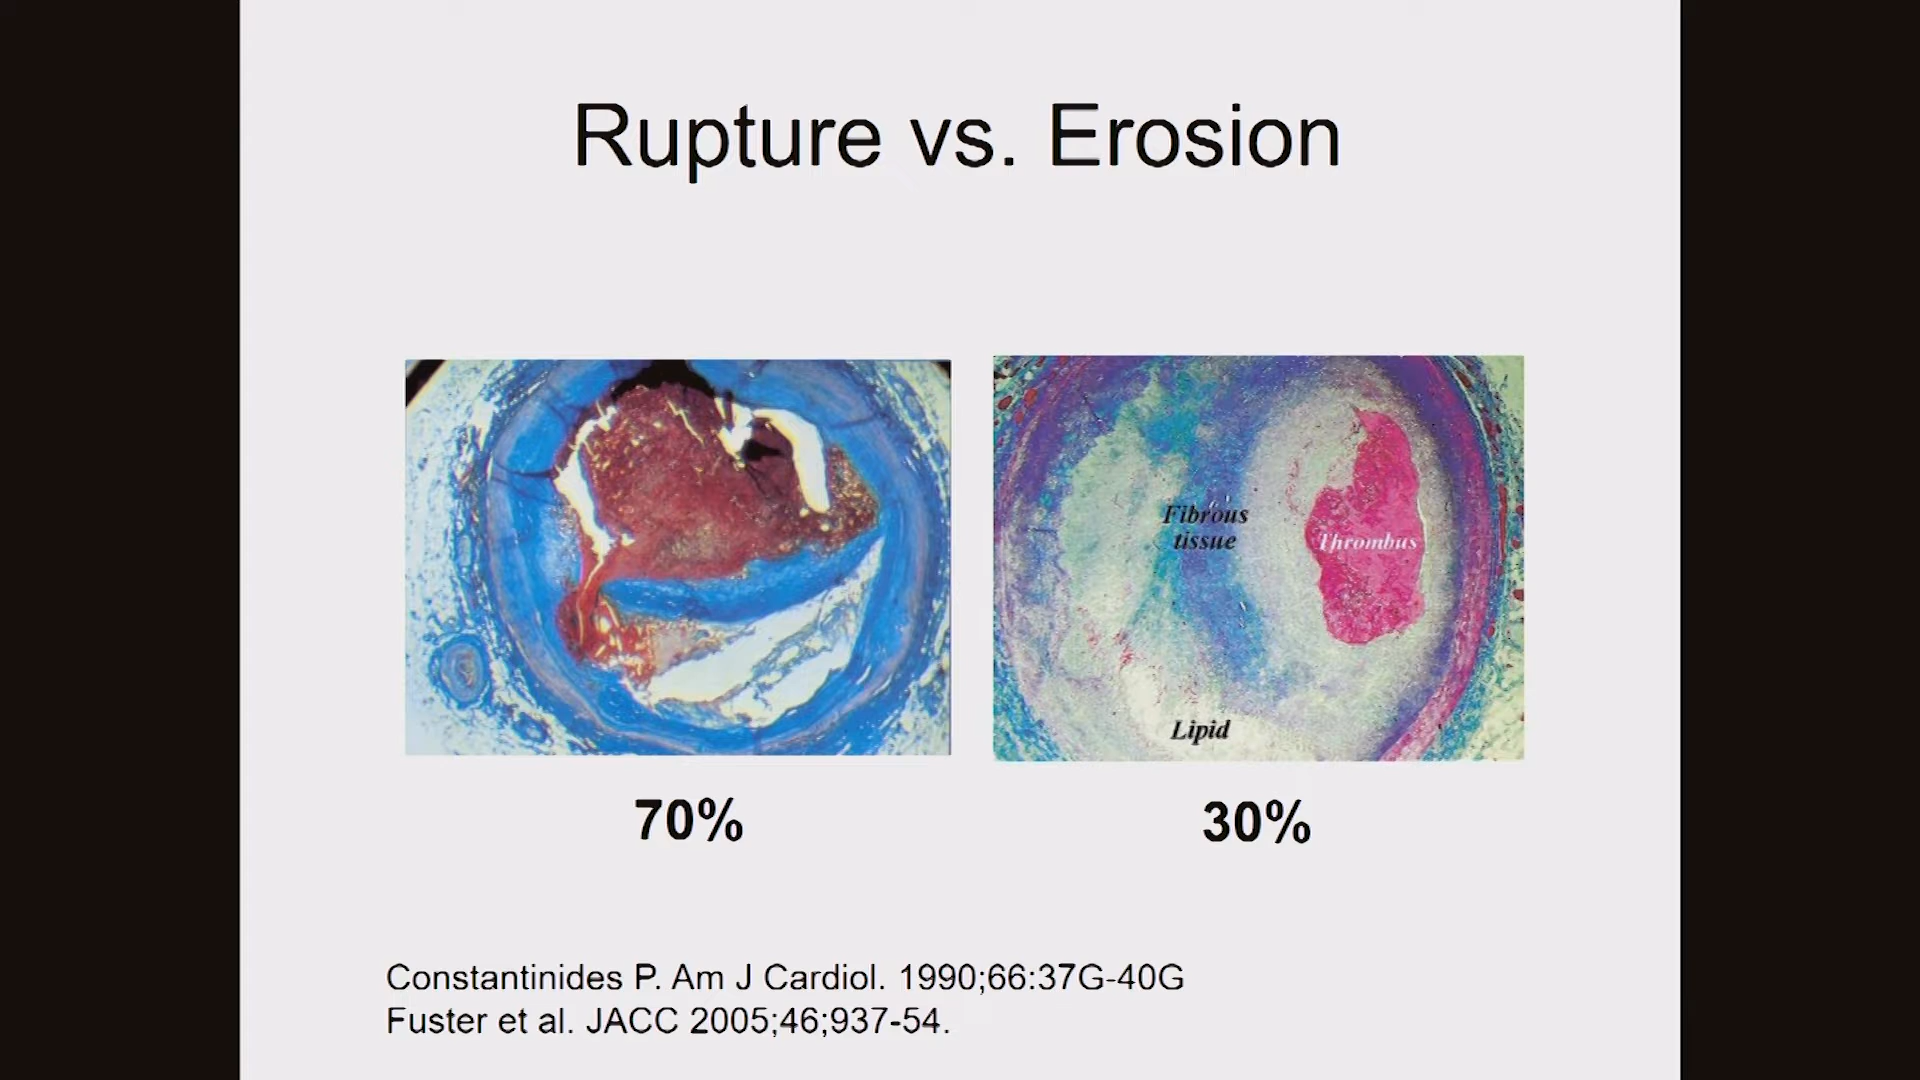 Rupture vs. Erosion
Fibrous
tissue
Thrombus
Lipid
70%
30%
Constantinides P. Am J Cardiol. 1990;66:37G-40G
Fuster et al. JACC 2005;46;937-54.